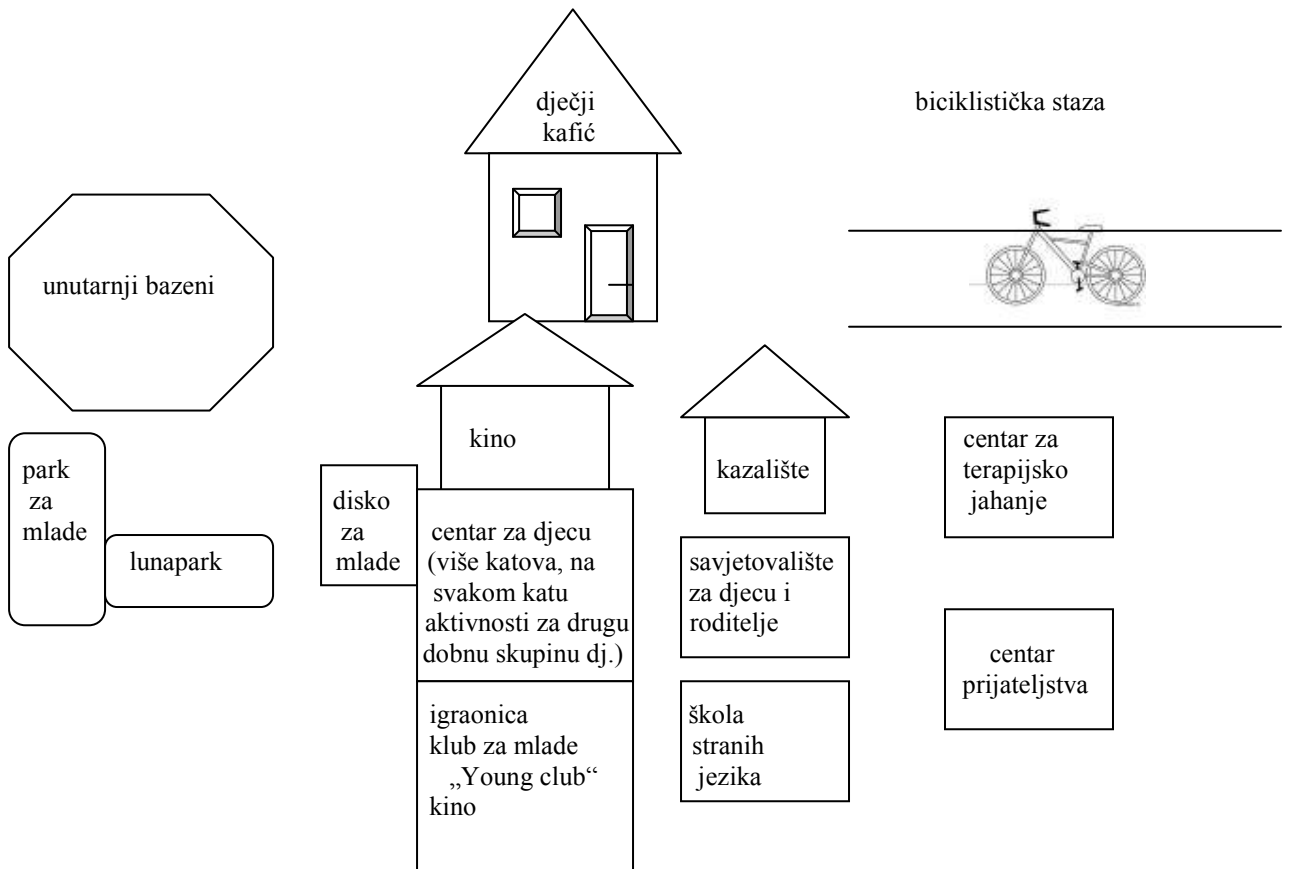 dječji
kafić
biciklistička staza
unutarnji bazeni
park
za
mlade
lunapark
disko
za
mlade
kino
centar za djecu
(više katova, na
svakom katu
aktivnosti za drugu
dobnu skupinu dj.)
igraonica
klub za mlade
„Young club“
kino
kazalište
savjetovalište
za djecu i
roditelje
škola
stranih
jezika
centar za
terapijsko
jahanje
centar
prijateljstva